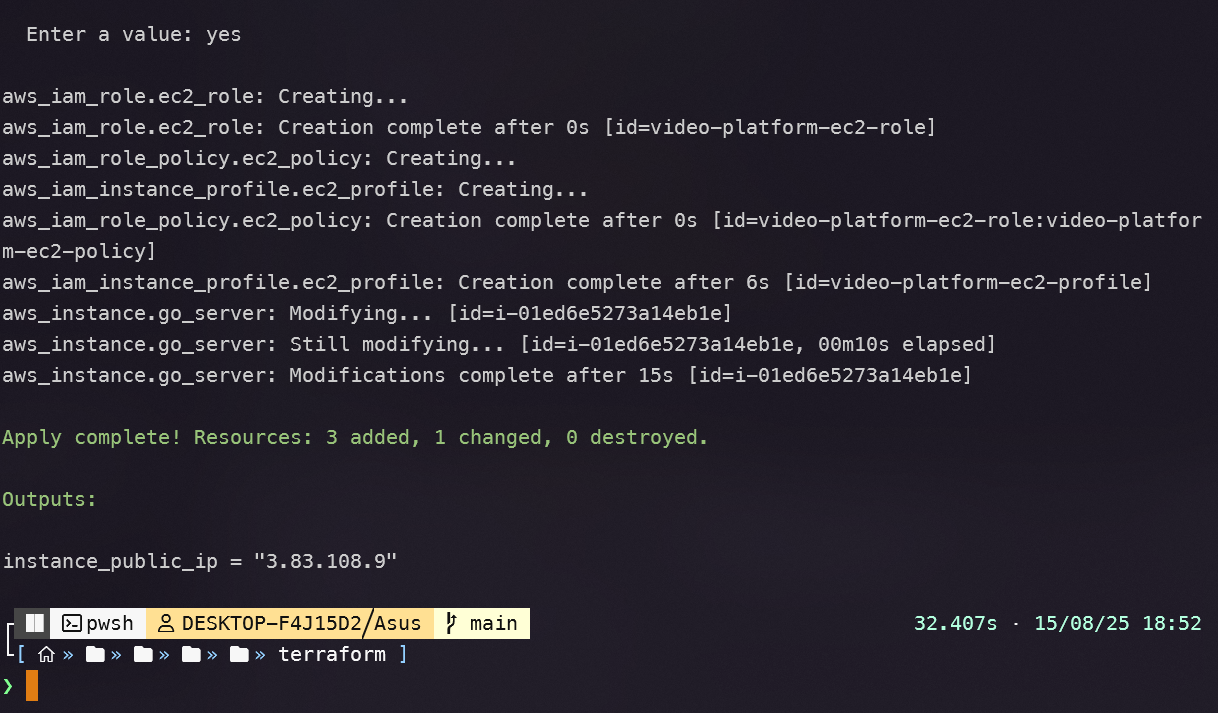 Enter a value: yes
aws_iam_role.ec2_role: Creating...
aws_iam_role.ec2_role: Creation complete after 0s [id=video-platform-ec2-role]
aws_iam_role_policy.ec2_policy: Creating...
aws_iam_instance_profile.ec2_profile: Creating...
aws_iam_role_policy.ec2_policy: Creation complete after 0s [id=video-platform-ec2-role:video-platfor
m-ec2-policy]
aws_iam_instance_profile.ec2_profile: Creation complete after 6s [id=video-platform-ec2-profile]
aws_instance.go_server: Modifying... [id=i-01ed6e5273a14eb1e]
aws_instance.go_server: Still modifying... [id=i-01ed6e5273a14eb1e, 00m10s elapsed]
aws_instance.go_server: Modifications complete after 15s [id=i-01ed6e5273a14eb1e]
Apply complete! Resources: 3 added, 1 changed, 0 destroyed.
Outputs:
instance_public_ip = "3.83.108.9"
pwsh DESKTOP-F4J15D2/Asus main 32.407s · 15/08/25 18:52
[ » » » » » terraform ]
❯